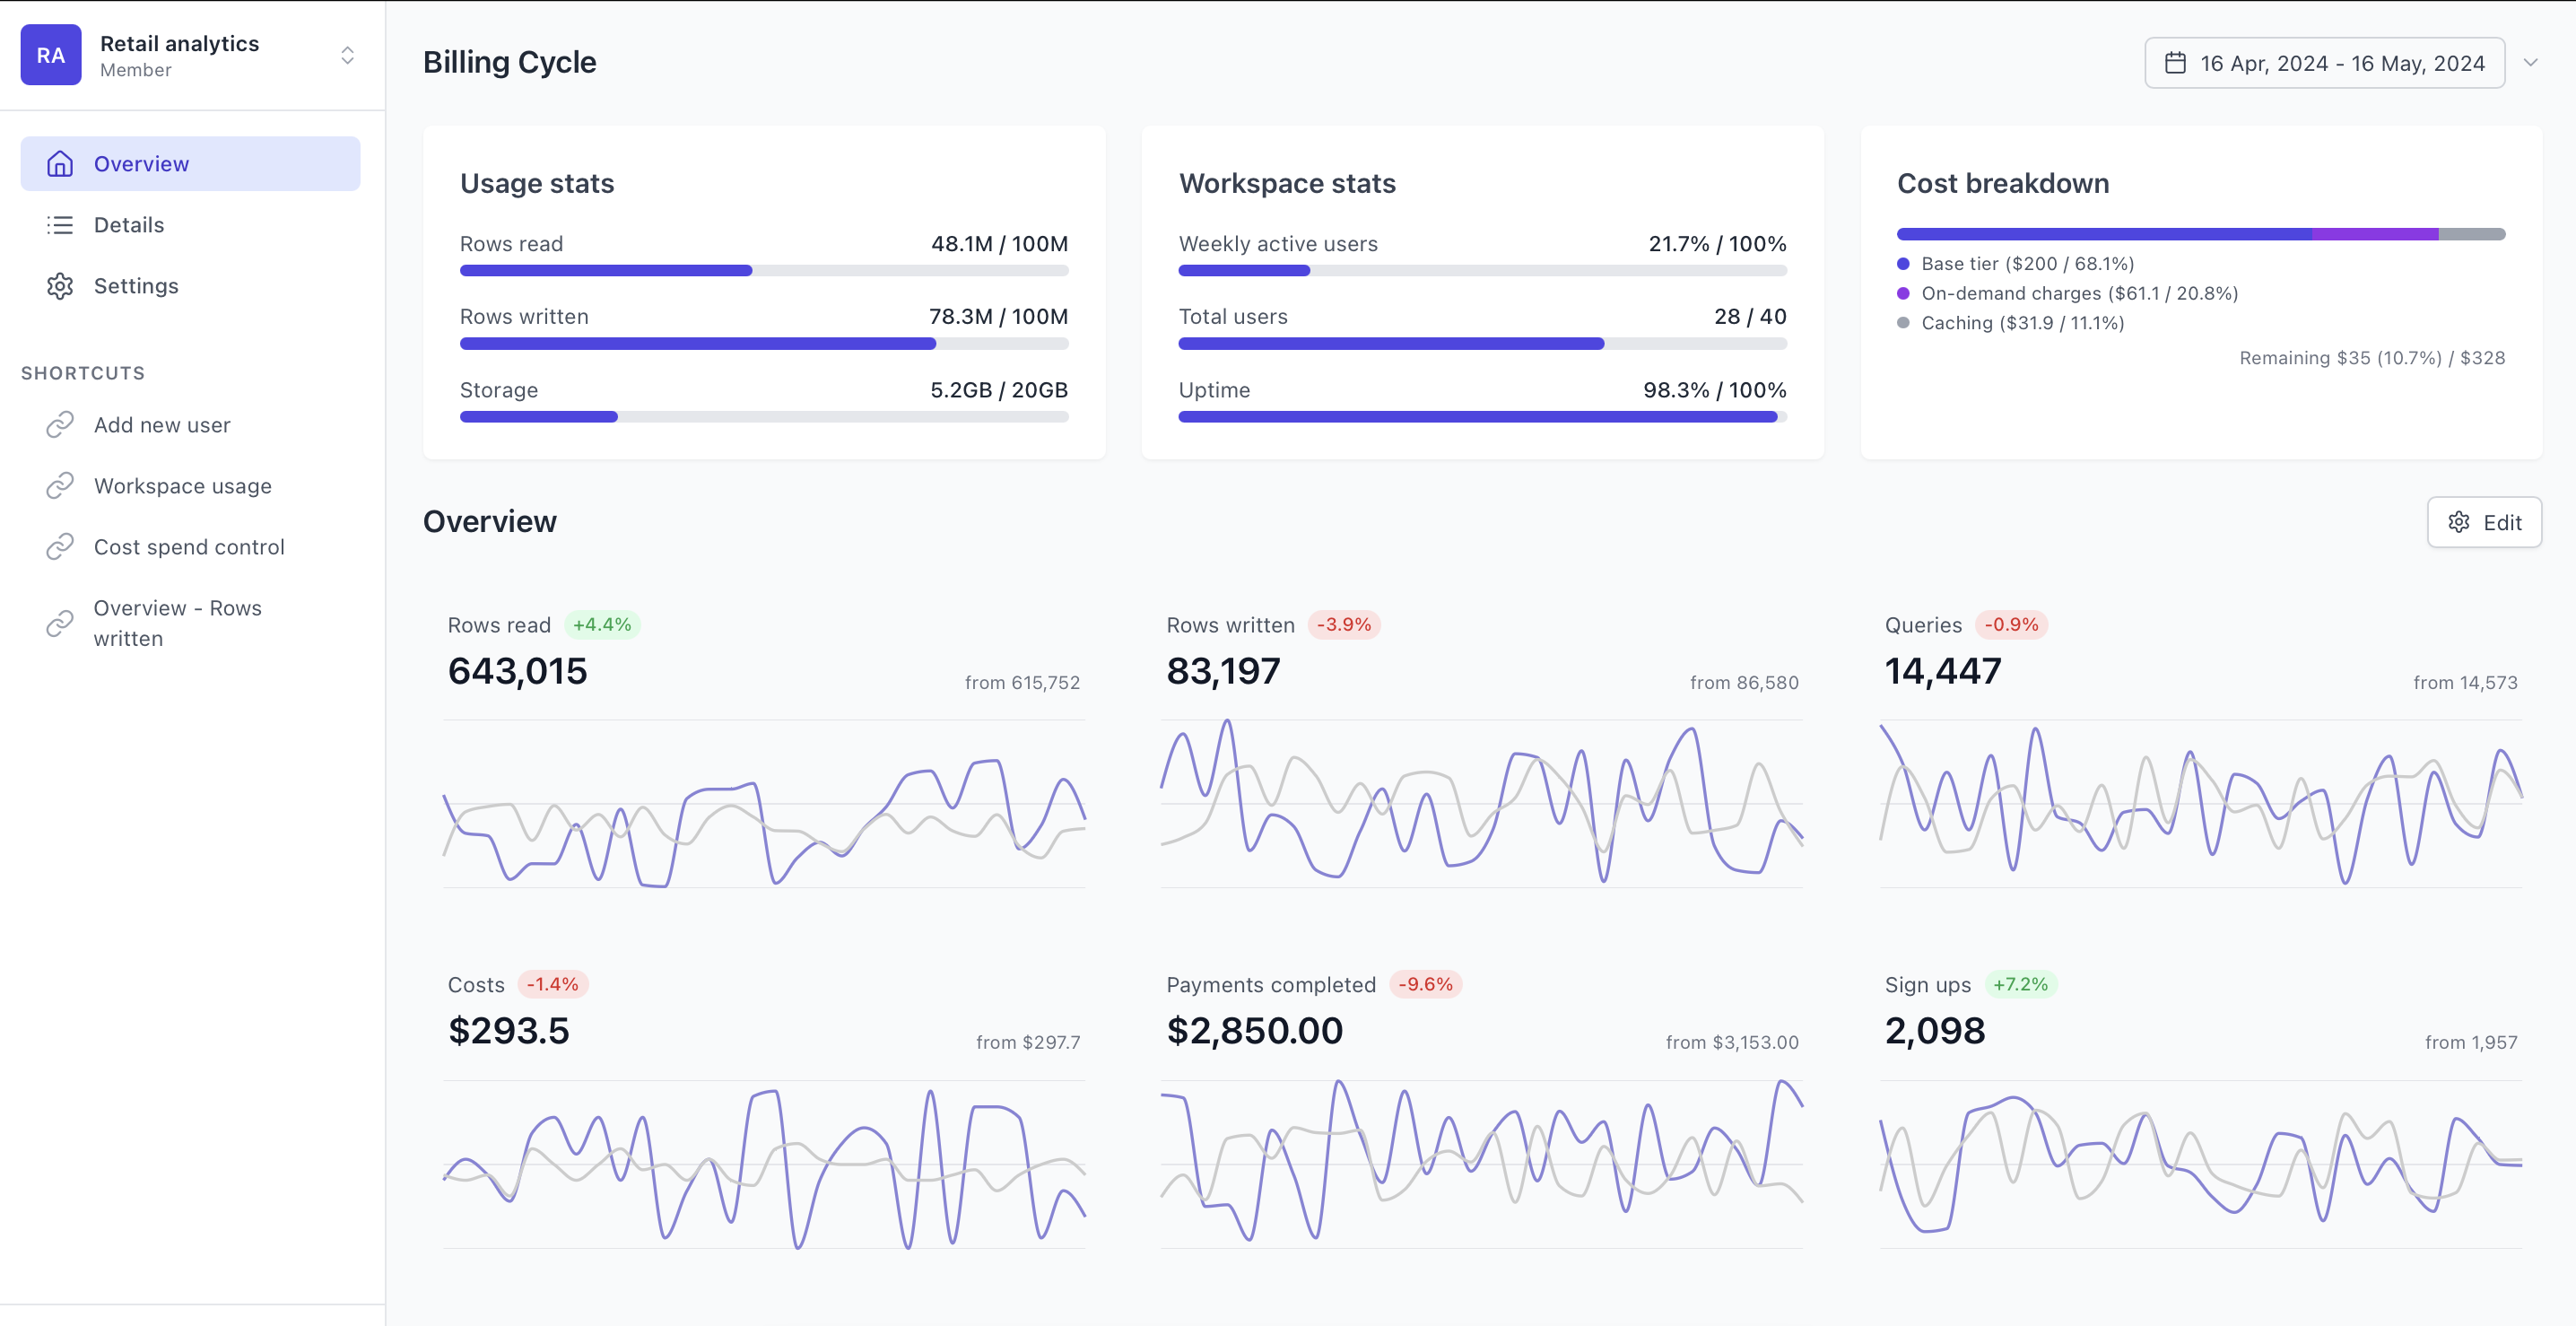 RA
Retail analytics
Member
Overview
Details
Settings
SHORTCUTS
Add new user
Workspace usage
Cost spend control
Overview - Rows
written
Billing Cycle
16 Apr, 2024 - 16 May, 2024
Usage stats
Rows read 48.1M / 100M
Rows written 78.3M / 100M
Storage 5.2GB / 20GB
Workspace stats
Weekly active users 21.7% / 100%
Total users 28 / 40
Uptime 98.3% / 100%
Cost breakdown
Base tier ($200 / 68.1%)
On-demand charges ($61.1 / 20.8%)
Caching ($31.9 / 11.1%)
Remaining $35 (10.7%) / $328
Overview
Edit
Rows read +4.4%
643,015 from 615,752
Rows written -3.9%
83,197 from 86,580
Queries -0.9%
14,447 from 14,573
Costs -1.4%
$293.5 from $297.7
Payments completed -9.6%
$2,850.00 from $3,153.00
Sign ups +7.2%
2,098 from 1,957